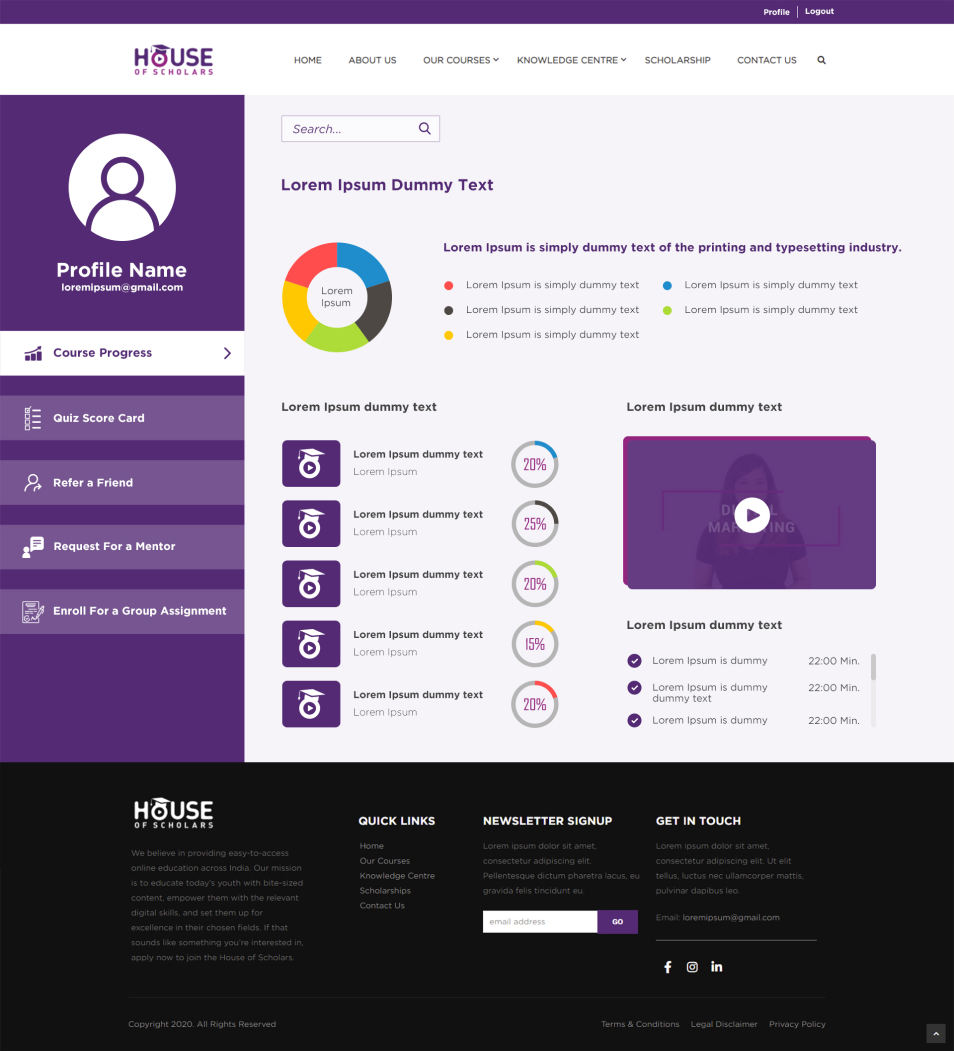 Profile
Logout
HOUSE
OF SCHOLARS
HOME
ABOUT US
OUR COURSES
KNOWLEDGE CENTRE
SCHOLARSHIP
CONTACT US
Profile Name
loremipsum@gmail.com
Course Progress
Quiz Score Card
Refer a Friend
Request For a Mentor
Enroll For a Group Assignment
Search...
Lorem Ipsum Dummy Text
Lorem
Ipsum
Lorem Ipsum is simply dummy text of the printing and typesetting industry.
Lorem Ipsum is simply dummy text
Lorem Ipsum is simply dummy text
Lorem Ipsum is simply dummy text
Lorem Ipsum is simply dummy text
Lorem Ipsum is simply dummy text
Lorem Ipsum dummy text
Lorem Ipsum dummy text
Lorem Ipsum
20%
Lorem Ipsum dummy text
Lorem Ipsum
25%
Lorem Ipsum dummy text
Lorem Ipsum
20%
Lorem Ipsum dummy text
Lorem Ipsum
15%
Lorem Ipsum dummy text
Lorem Ipsum
20%
Lorem Ipsum dummy text
Lorem Ipsum dummy text
Lorem Ipsum is dummy
22:00 Min.
Lorem Ipsum is dummy
dummy text
22:00 Min.
Lorem Ipsum is dummy
22:00 Min.
HOUSE
OF SCHOLARS
We believe in providing easy-to-access
online education across India. Our mission
is to educate today's youth with bite-sized
content, empower them with the relevant
digital skills, and set them up for
excellence in their chosen fields. If that
sounds like something you're interested in,
apply now to join the House of Scholars.
QUICK LINKS
Home
Our Courses
Knowledge Centre
Scholarships
Contact Us
NEWSLETTER SIGNUP
Lorem ipsum dolor sit amet,
consectetur adipiscing elit.
Pellentesque dictum pharetra lacus, eu
gravida felis tincidunt eu.
email address
GO
GET IN TOUCH
Lorem ipsum dolor sit amet,
consectetur adipiscing elit. Ut elit
tellus, luctus nec ullamcorper mattis,
pulvinar dapibus leo.
Email: loremipsum@gmail.com
Copyright 2020. All Rights Reserved
Terms & Conditions
Legal Disclaimer
Privacy Policy